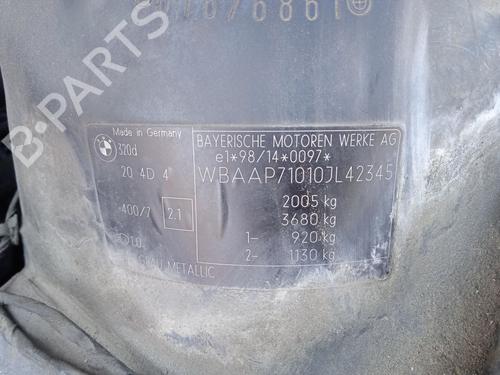 B-PARTS
Made in Germany
BAYERISCHE MOTOREN WERKE AG
320d
e1*98/14*0097*
WBAAP71010JL42345
20 4D 4
2005 kg
400/7
2.1
3680 kg
1- 920 kg
2- 1130 kg
METALLIC